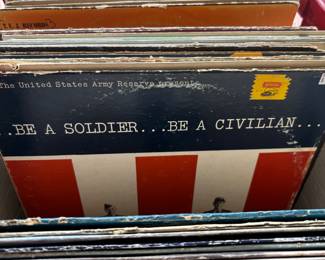 The United States Army Reserve Presents
...BE A SOLDIER...BE A CIVILIAN...